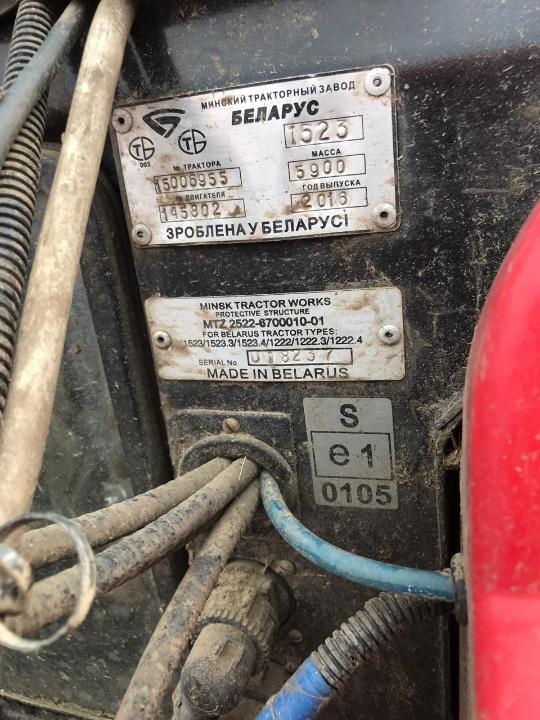 МИНСКИЙ ТРАКТОРНЫЙ ЗАВОД
БЕЛАРУС
1523
003
МАССА
№ ТРАКТОРА
5900
15006955
ГОД ВЫПУСКА
№ ДВИГАТЕЛЯ
2016
145802
ЗРОБЛЕНА У БЕЛАРУСІ
MINSK TRACTOR WORKS
PROTECTIVE STRUCTURE
MTZ 2522-6700010-01
FOR BELARUS TRACTOR TYPES:
1523/1523.3/1523.4/1222/1222.3/1222.4
SERIAL No 018237
MADE IN BELARUS
S
e1
0105